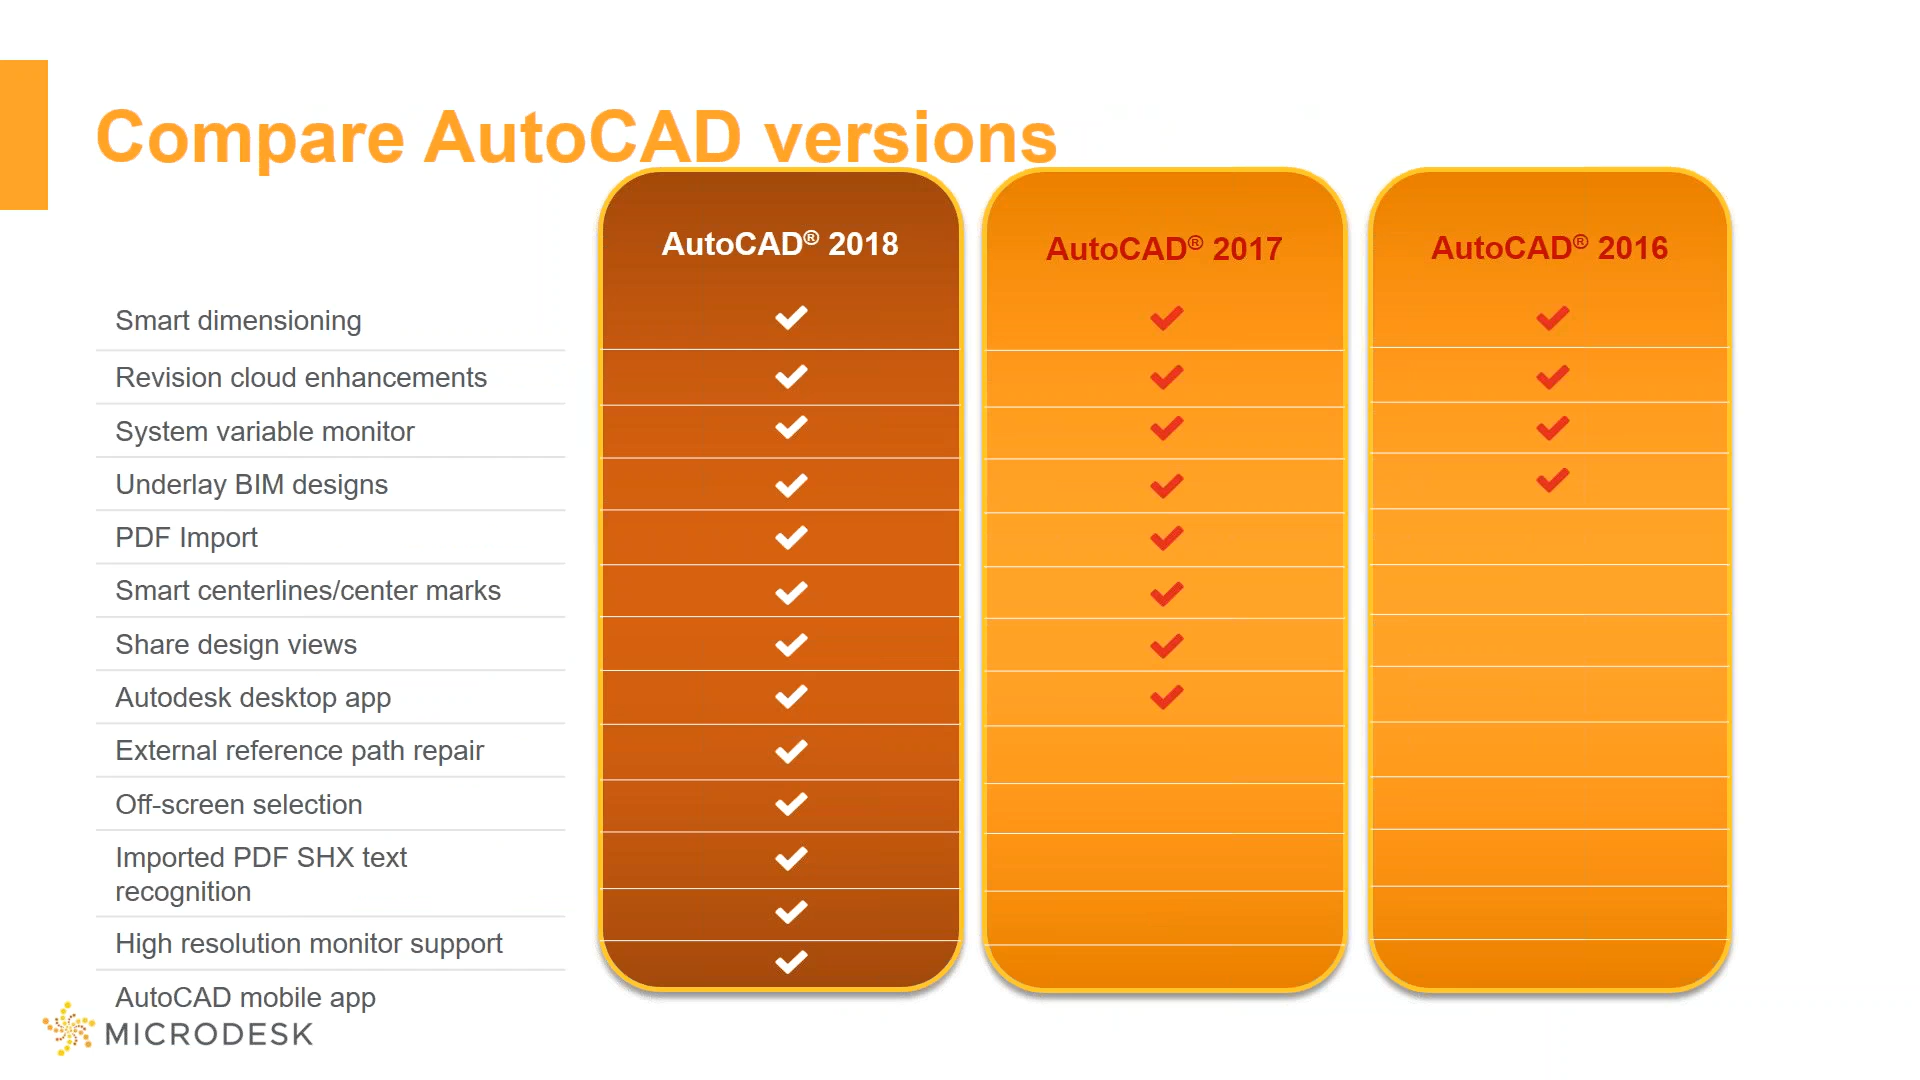 Compare AutoCAD versions
AutoCAD® 2018
AutoCAD® 2017
AutoCAD® 2016
Smart dimensioning
Revision cloud enhancements
System variable monitor
Underlay BIM designs
PDF Import
Smart centerlines/center marks
Share design views
Autodesk desktop app
External reference path repair
Off-screen selection
Imported PDF SHX text
recognition
High resolution monitor support
AutoCAD mobile app
MICRODESK